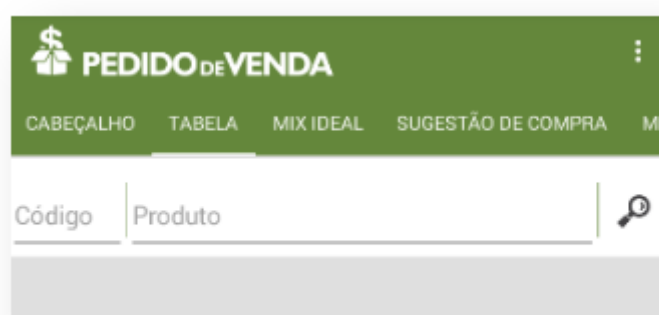 PEDIDO DE VENDA
CABEÇALHO TABELA MIX IDEAL SUGESTÃO DE COMPRA M
Código Produto